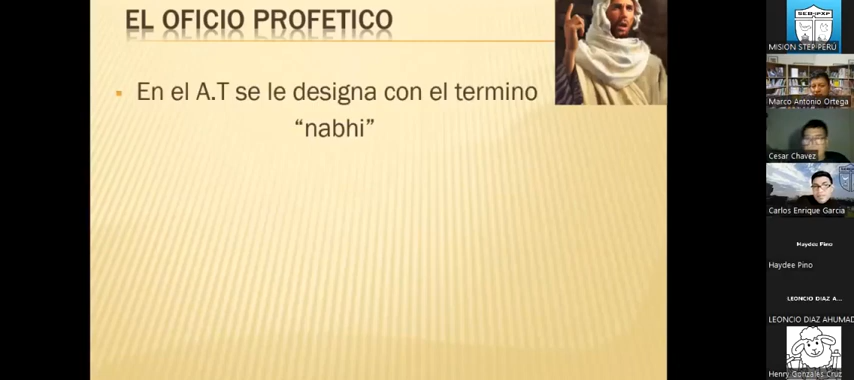 EL OFICIO PROFETICO
En el A.T se le designa con el termino
“nabhi”
MISION STEP-PERÚ
Marco Antonio Ortega
Cesar Chavez
Carlos Enrique Garcia
Haydee Pino
Haydee Pino
LEONCIO DIAZ A...
LEONCIO DIAZ AHUMAD
Henry Gonzales Cruz